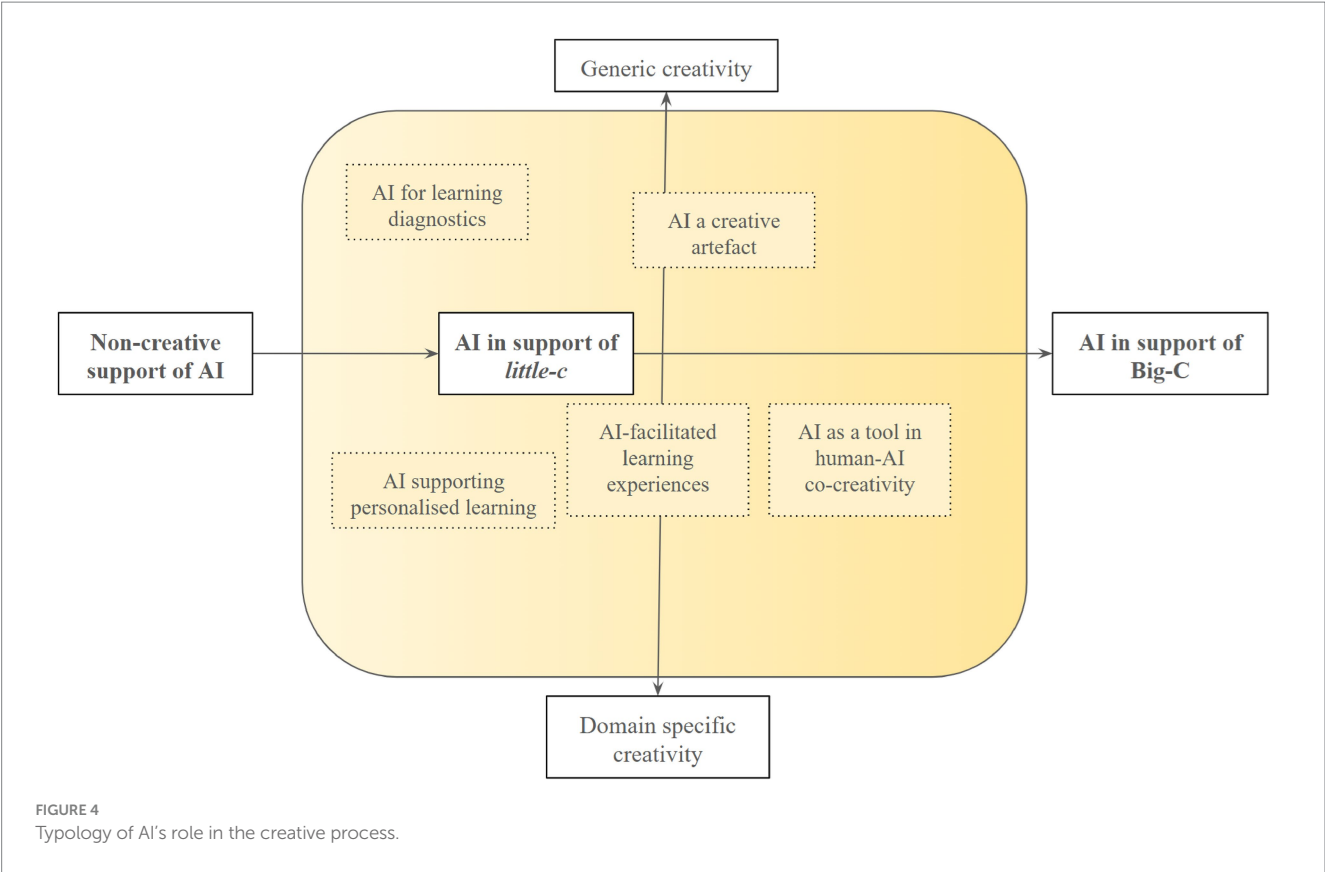 Generic creativity
AI for learning
diagnostics
AI a creative
artefact
Non-creative
support of AI
AI in support of
little-c
AI in support of
Big-C
AI-facilitated
learning
experiences
AI as a tool in
human-AI
co-creativity
AI supporting
personalised learning
Domain specific
creativity
FIGURE 4
Typology of AI’s role in the creative process.